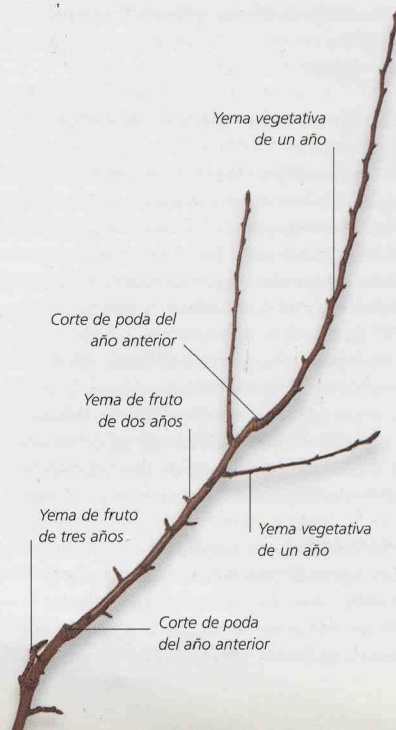 Yema vegetativa
de un año
Corte de poda del
año anterior
Yema de fruto
de dos años
Yema de fruto
de tres años
Yema vegetativa
de un año
Corte de poda
del año anterior